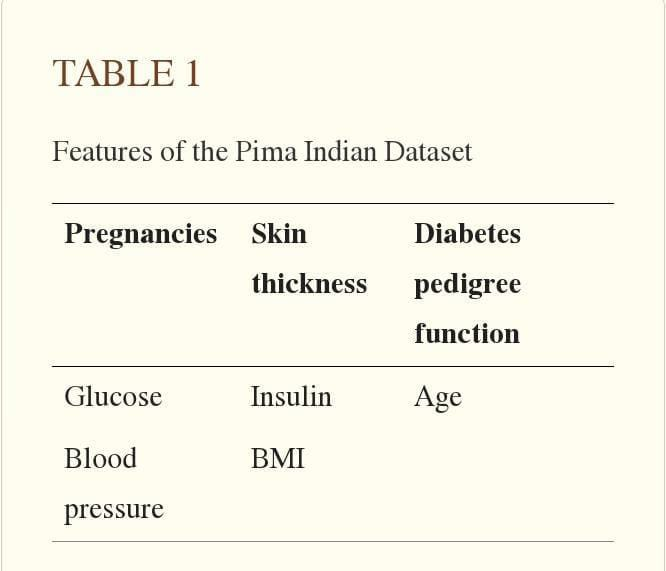 TABLE 1
Features of the Pima Indian Dataset
Pregnancies Skin Diabetes
thickness pedigree
function
Glucose Insulin Age
Blood BMI
pressure